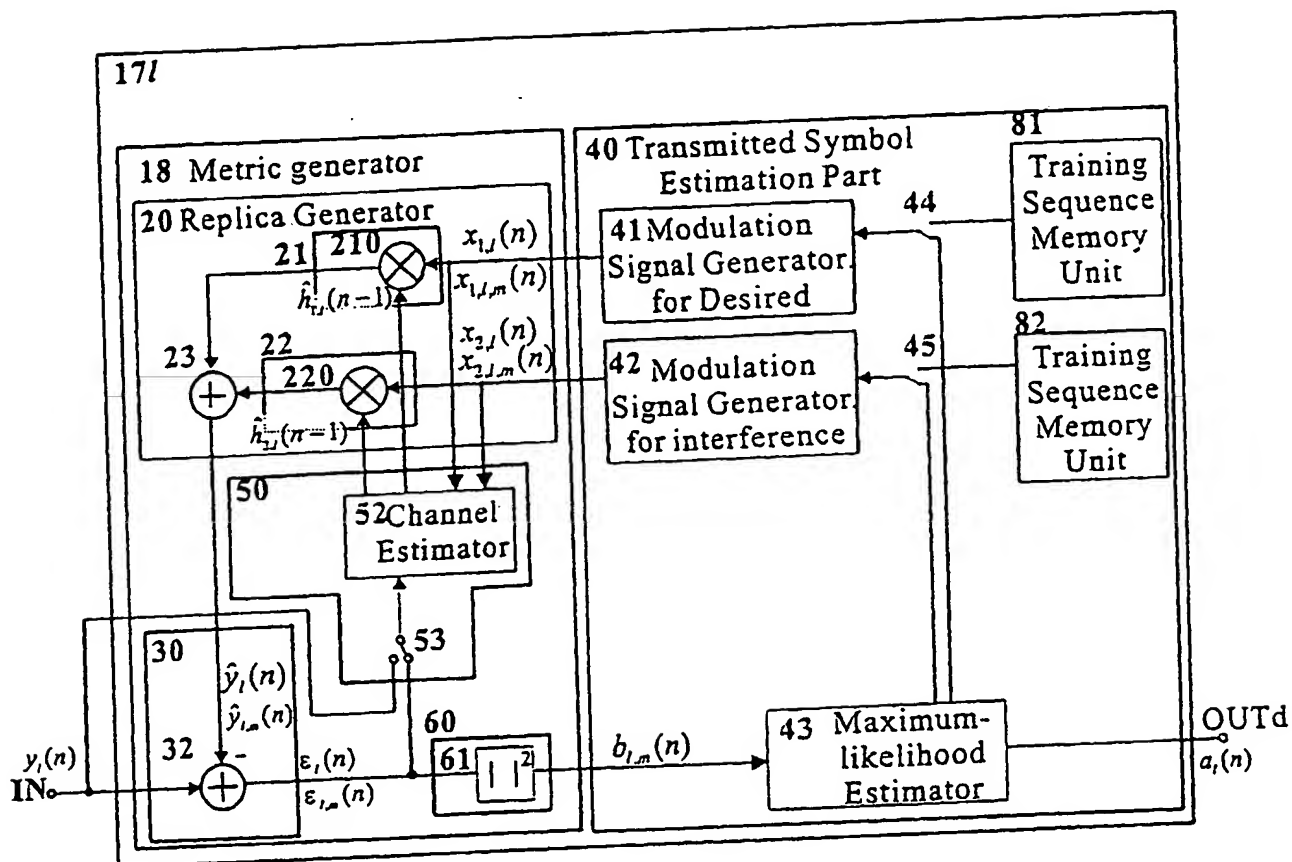 17l
18 Metric generator
20 Replica Generator
21
210
x₁,ₗ(n)
x₁,ₗ,ₘ(n)
(n−1)
22
220
23
x₂,ₗ(n)
x₂,ₗ,ₘ(n)
(n−1)
40 Transmitted Symbol
Estimation Part
41 Modulation
Signal Generator
for Desired
42 Modulation
Signal Generator
for interference
44
45
81
Training
Sequence
Memory
Unit
82
Training
Sequence
Memory
Unit
50
52 Channel
Estimator
53
30
ŷₗ(n)
ŷₗ,ₘ(n)
32
-
yₗ(n)
IN
εₗ(n)
εₗ,ₘ(n)
60
61 | |²
bₗ,ₘ(n)
43 Maximum-
likelihood
Estimator
OUTd
aₗ(n)